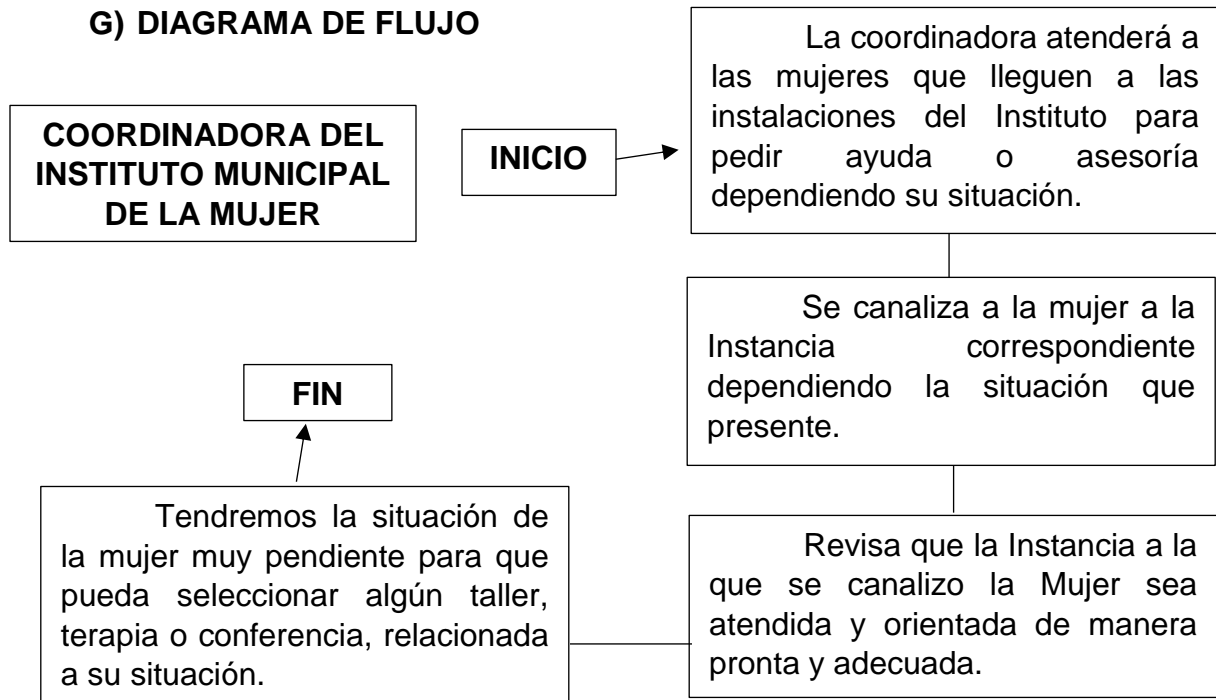 G) DIAGRAMA DE FLUJO
COORDINADORA DEL
INSTITUTO MUNICIPAL
DE LA MUJER
INICIO
La coordinadora atenderá a
las mujeres que lleguen a las
instalaciones del Instituto para
pedir ayuda o asesoría
dependiendo su situación.
Se canaliza a la mujer a la
Instancia correspondiente
dependiendo la situación que
presente.
Revisa que la Instancia a la
que se canalizo la Mujer sea
atendida y orientada de manera
pronta y adecuada.
Tendremos la situación de
la mujer muy pendiente para que
pueda seleccionar algún taller,
terapia o conferencia, relacionada
a su situación.
FIN